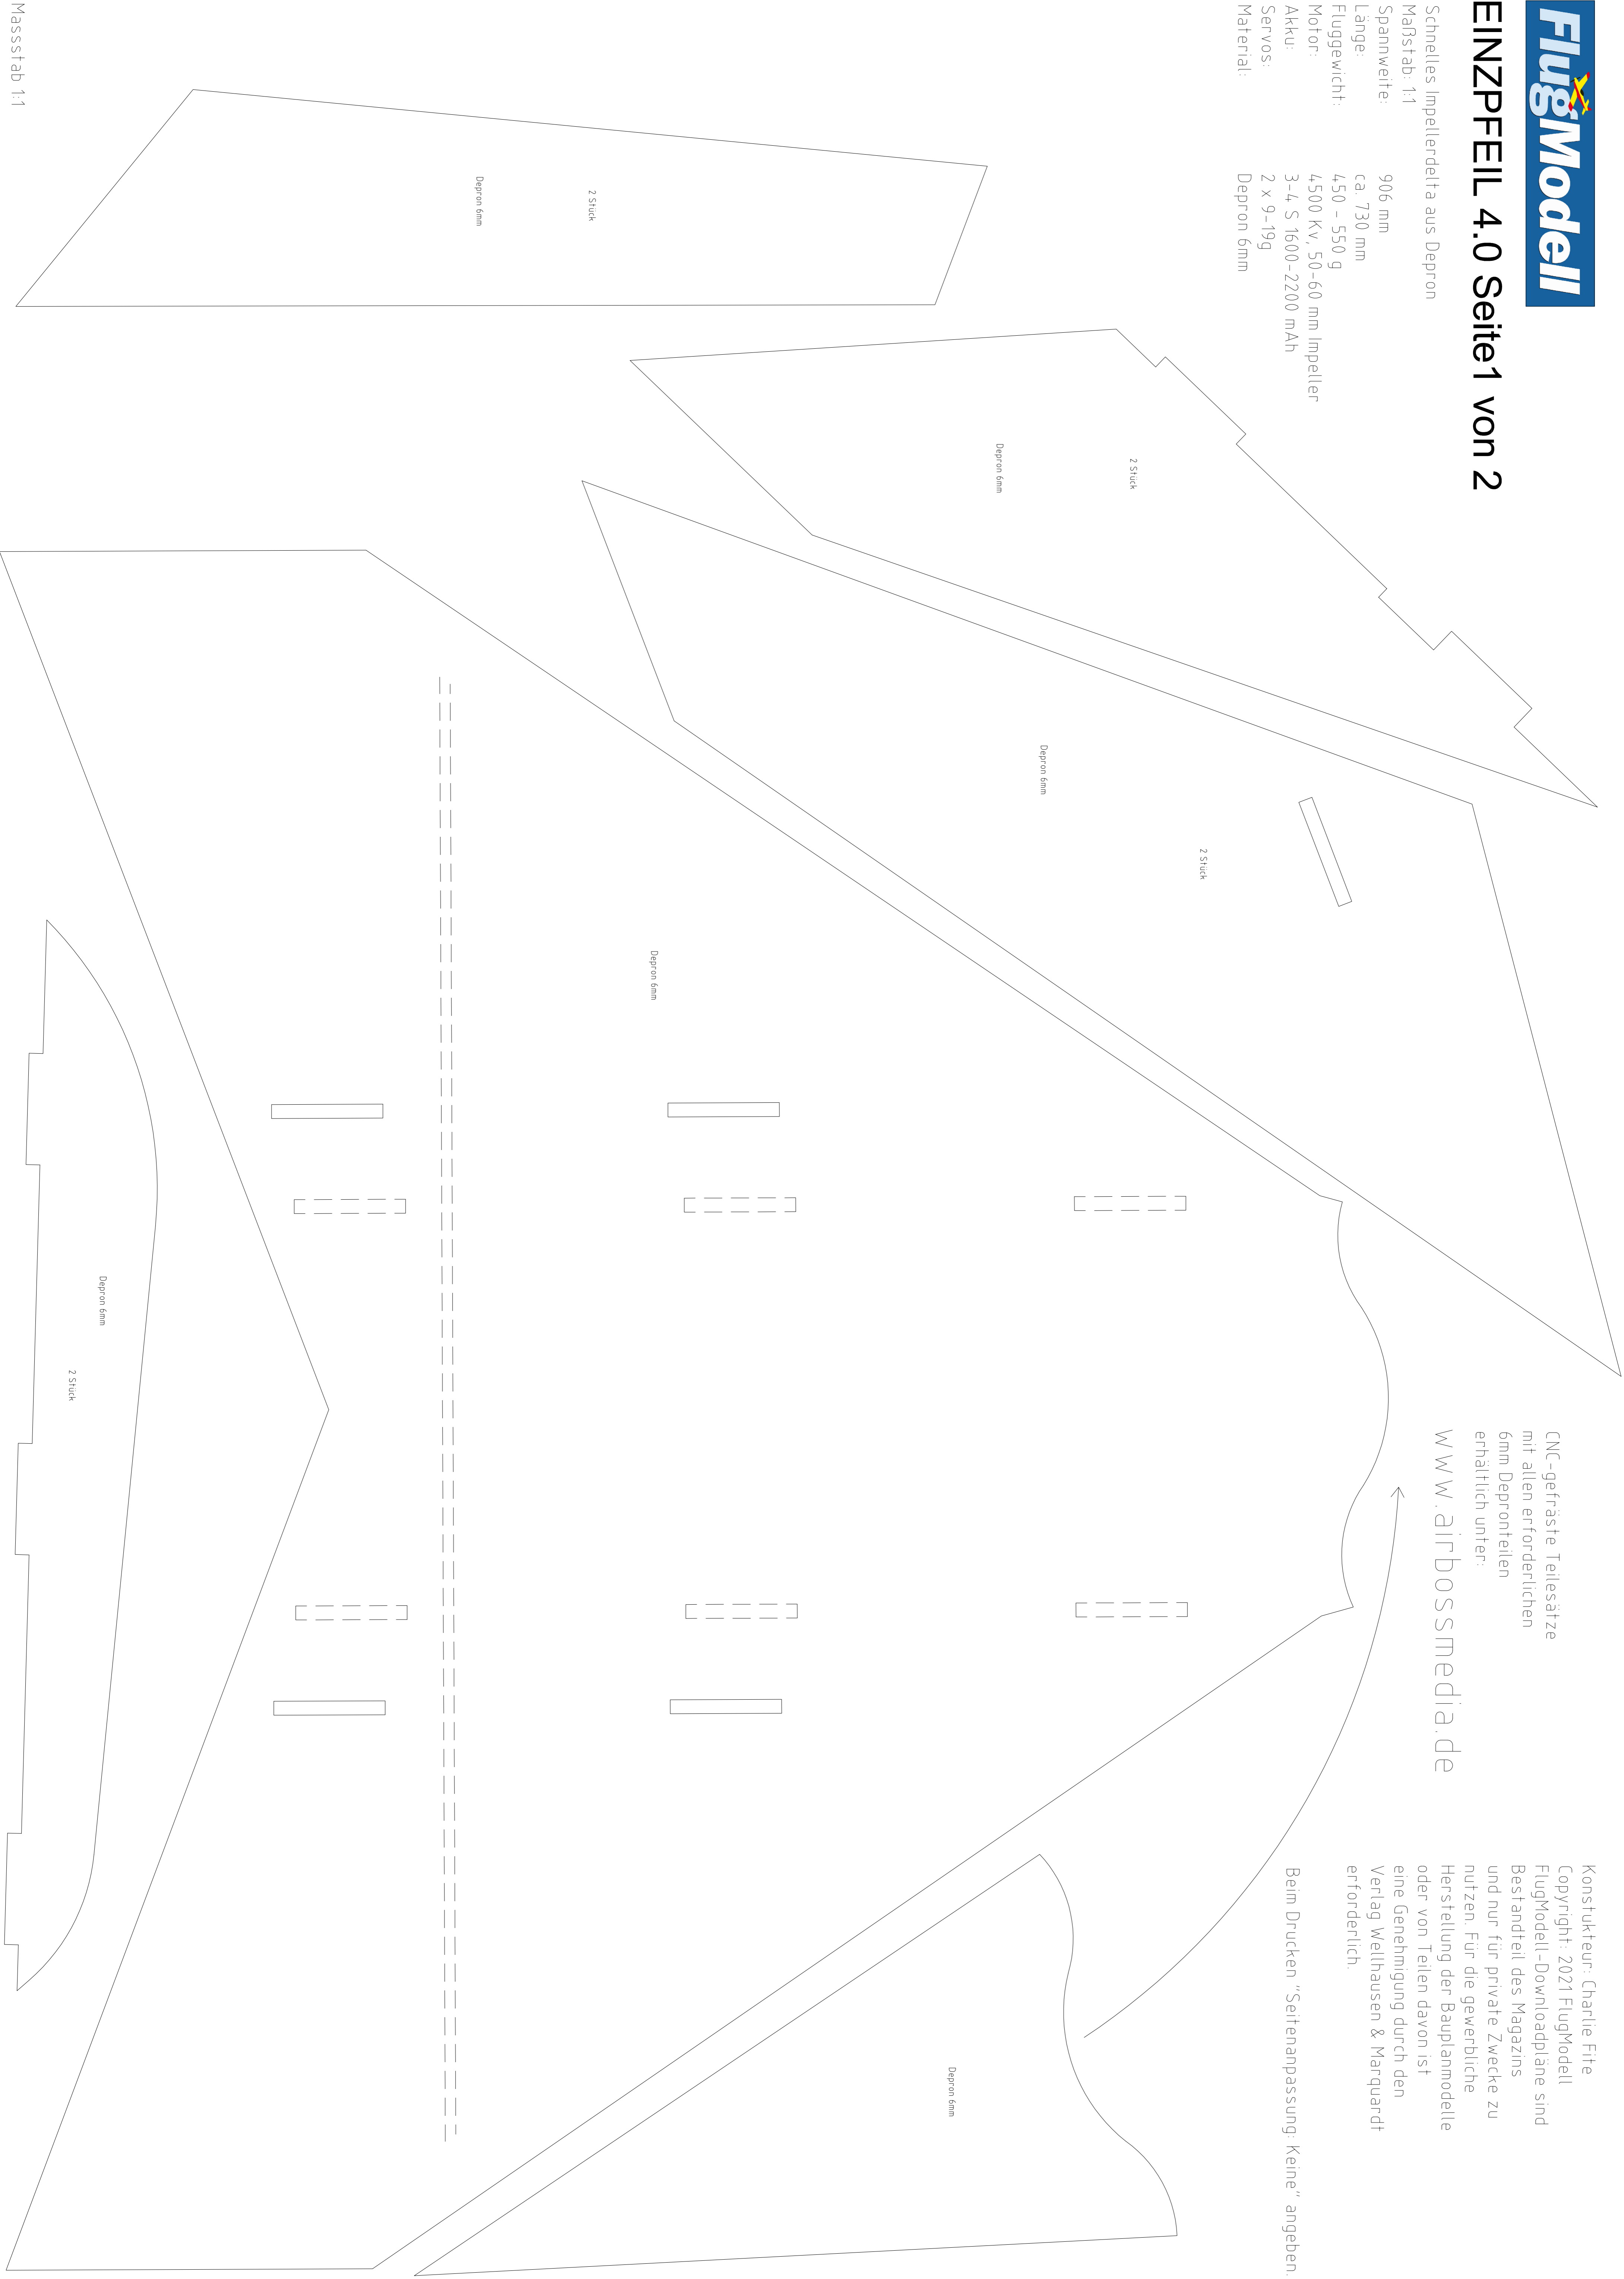 FlugModell
EINZPFEIL 4.0 Seite1 von 2
Schnelles Impellerdelta aus Depron
Maßstab: 1:1
Spannweite: 906 mm
Länge: ca. 730 mm
Fluggewicht: 450 - 550 g
Motor: 4500 Kv, 50-60 mm Impeller
Akku: 3-4 S 1600-2200 mAh
Servos: 2 x 9-19g
Material: Depron 6mm
CNC-gefräste Teilesätze
mit allen erforderlichen
6mm Depronteilen
erhältlich unter:
www.airbossmedia.de
Konstukteur: Charlie Fite
Copyright: 2021 FlugModell
FlugModell-Downloadpläne sind
Bestandteil des Magazins
und nur für private Zwecke zu
nutzen. Für die gewerbliche
Herstellung der Bauplanmodelle
oder von Teilen davon ist
eine Genehmigung durch den
Verlag Wellhausen & Marquardt
erforderlich.
Beim Drucken "Seitenanpassung: Keine" angeben.
2 Stück
Depron 6mm
2 Stück
Depron 6mm
2 Stück
Depron 6mm
Depron 6mm
Depron 6mm
Depron 6mm
2 Stück
Massstab 1:1